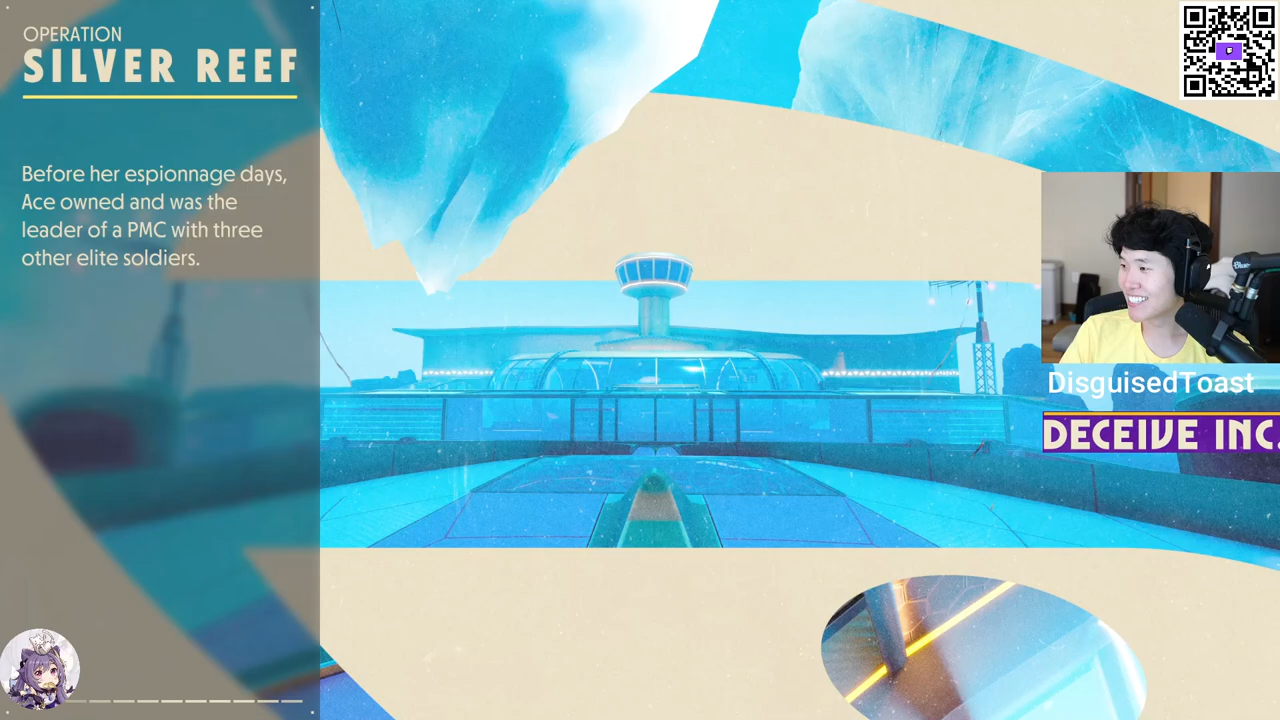 OPERATION
SILVER REEF
Before her espionnage days,
Ace owned and was the
leader of a PMC with three
other elite soldiers.
DisguisedToast
DECEIVE INC.